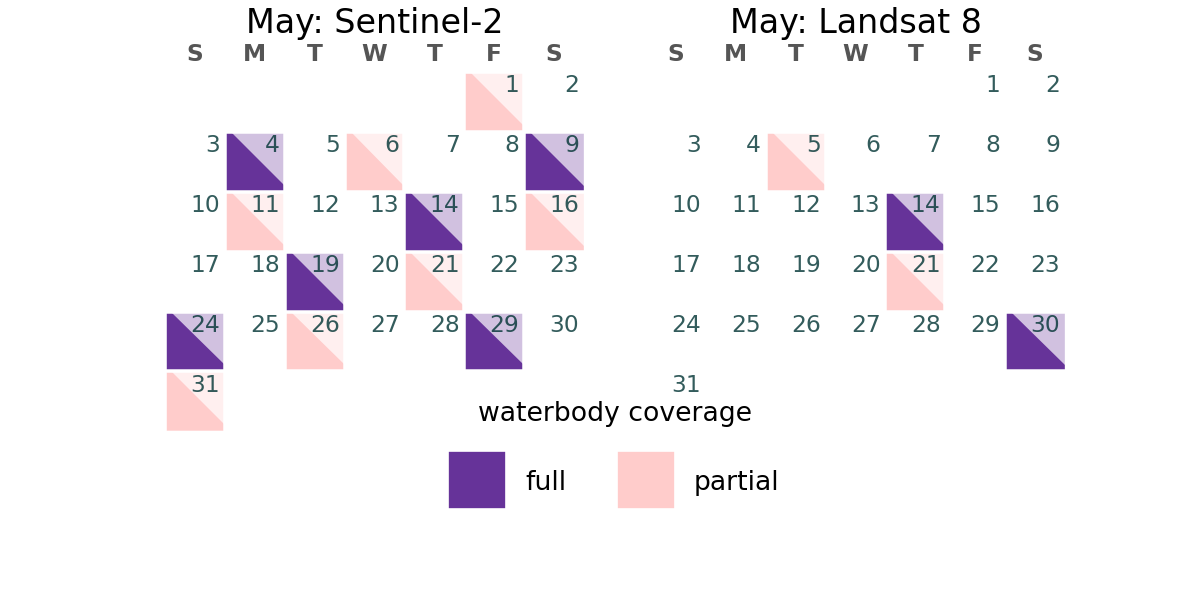 May: Sentinel-2
S M T W T F S
1 2
3 4 5 6 7 8 9
10 11 12 13 14 15 16
17 18 19 20 21 22 23
24 25 26 27 28 29 30
31
May: Landsat 8
S M T W T F S
1 2
3 4 5 6 7 8 9
10 11 12 13 14 15 16
17 18 19 20 21 22 23
24 25 26 27 28 29 30
31
waterbody coverage
full partial